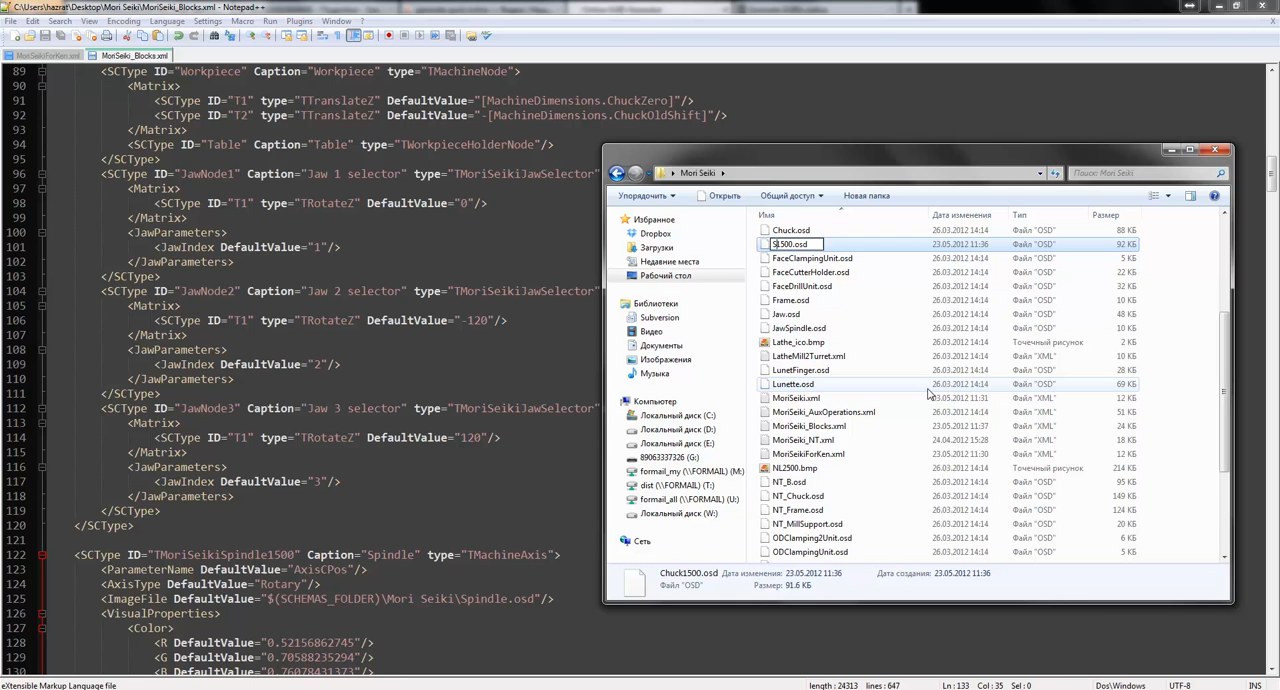 C:\Users\hazrat\Desktop\Mori Seiki\MoriSeiki_Blocks.xml - Notepad++
File Edit Search View Encoding Language Settings Macro Run Plugins Window ? X
MoriSeikiForKen.xml MoriSeiki_Blocks.xml
89 <SCType ID="Workpiece" Caption="Workpiece" type="TMachineNode">
90 <Matrix>
91 <SCType ID="T1" type="TTranslateZ" DefaultValue="[MachineDimensions.ChuckZero]"/>
92 <SCType ID="T2" type="TTranslateZ" DefaultValue="-[MachineDimensions.ChuckOldShift]"/>
93 </Matrix>
94 <SCType ID="Table" Caption="Table" type="TWorkpieceHolderNode"/>
95 </SCType>
96 <SCType ID="JawNode1" Caption="Jaw 1 selector" type="TMoriSeikiJawSelector"
97 <Matrix>
98 <SCType ID="T1" type="TRotateZ" DefaultValue="0"/>
99 </Matrix>
100 <JawParameters>
101 <JawIndex DefaultValue="1"/>
102 </JawParameters>
103 </SCType>
104 <SCType ID="JawNode2" Caption="Jaw 2 selector" type="TMoriSeikiJawSelector"
105 <Matrix>
106 <SCType ID="T1" type="TRotateZ" DefaultValue="-120"/>
107 </Matrix>
108 <JawParameters>
109 <JawIndex DefaultValue="2"/>
110 </JawParameters>
111 </SCType>
112 <SCType ID="JawNode3" Caption="Jaw 3 selector" type="TMoriSeikiJawSelector"
113 <Matrix>
114 <SCType ID="T1" type="TRotateZ" DefaultValue="120"/>
115 </Matrix>
116 <JawParameters>
117 <JawIndex DefaultValue="3"/>
118 </JawParameters>
119 </SCType>
120 </SCType>
121
122 <SCType ID="TMoriSeikiSpindle1500" Caption="Spindle" type="TMachineAxis">
123 <ParameterName DefaultValue="AxisCPos"/>
124 <AxisType DefaultValue="Rotary"/>
125 <ImageFile DefaultValue="$(SCHEMAS_FOLDER)\Mori Seiki\Spindle.osd"/>
126 <VisualProperties>
127 <Color>
128 <R DefaultValue="0.52156862745"/>
129 <G DefaultValue="0.70588235294"/>
130 <B DefaultValue="0.76078431373"/>
Mori Seiki
Поиск: Mori Seiki
Упорядочить Открыть Общий доступ Новая папка
Избранное
Dropbox
Загрузки
Недавние места
Рабочий стол
Библиотеки
Subversion
Видео
Документы
Изображения
Музыка
Компьютер
Локальный диск (C:)
Локальный диск (D:)
Локальный диск (E:)
89063337326 (G:)
formail_my (\\FORMAIL) (M:)
dist (\\FORMAIL) (T:)
formail_all (\\FORMAIL) (U:)
Локальный диск (W:)
Сеть
Имя Дата изменения Тип Размер
Chuck.osd 26.03.2012 14:14 Файл "OSD" 88 КБ
S1500.osd 23.05.2012 11:36 Файл "OSD" 92 КБ
FaceClampingUnit.osd 26.03.2012 14:14 Файл "OSD" 5 КБ
FaceCutterHolder.osd 26.03.2012 14:14 Файл "OSD" 22 КБ
FaceDrillUnit.osd 26.03.2012 14:14 Файл "OSD" 32 КБ
Frame.osd 26.03.2012 14:14 Файл "OSD" 10 КБ
Jaw.osd 26.03.2012 14:14 Файл "OSD" 48 КБ
JawSpindle.osd 26.03.2012 14:14 Файл "OSD" 28 КБ
Lathe_ico.bmp 26.03.2012 14:14 Точечный рисунок 2 КБ
LatheMill2Turret.xml 26.03.2012 14:14 Файл "XML" 10 КБ
LunetFinger.osd 26.03.2012 14:14 Файл "OSD" 28 КБ
Lunette.osd 26.03.2012 14:14 Файл "OSD" 69 КБ
MoriSeiki.xml 23.05.2012 11:31 Файл "XML" 12 КБ
MoriSeiki_AuxOperations.xml 26.03.2012 14:14 Файл "XML" 51 КБ
MoriSeiki_Blocks.xml 23.05.2012 11:37 Файл "XML" 24 КБ
MoriSeiki_NT.xml 24.04.2012 15:28 Файл "XML" 18 КБ
MoriSeikiForKen.xml 23.05.2012 11:30 Файл "XML" 12 КБ
NL2500.bmp 26.03.2012 14:14 Точечный рисунок 214 КБ
NT_B.osd 26.03.2012 14:14 Файл "OSD" 95 КБ
NT_Chuck.osd 26.03.2012 14:14 Файл "OSD" 149 КБ
NT_Frame.osd 26.03.2012 14:14 Файл "OSD" 124 КБ
NT_MillSupport.osd 26.03.2012 14:14 Файл "OSD" 20 КБ
ODClamping2Unit.osd 26.03.2012 14:14 Файл "OSD" 6 КБ
ODClampingUnit.osd 26.03.2012 14:14 Файл "OSD" 5 КБ
Chuck1500.osd Дата изменения: 23.05.2012 11:36 Дата создания: 23.05.2012 11:36
Файл "OSD" Размер: 91.6 КБ
eXtensible Markup Language file length : 24313 lines : 647 Ln : 133 Col : 35 Sel : 0 Dos\Windows UTF-8 INS